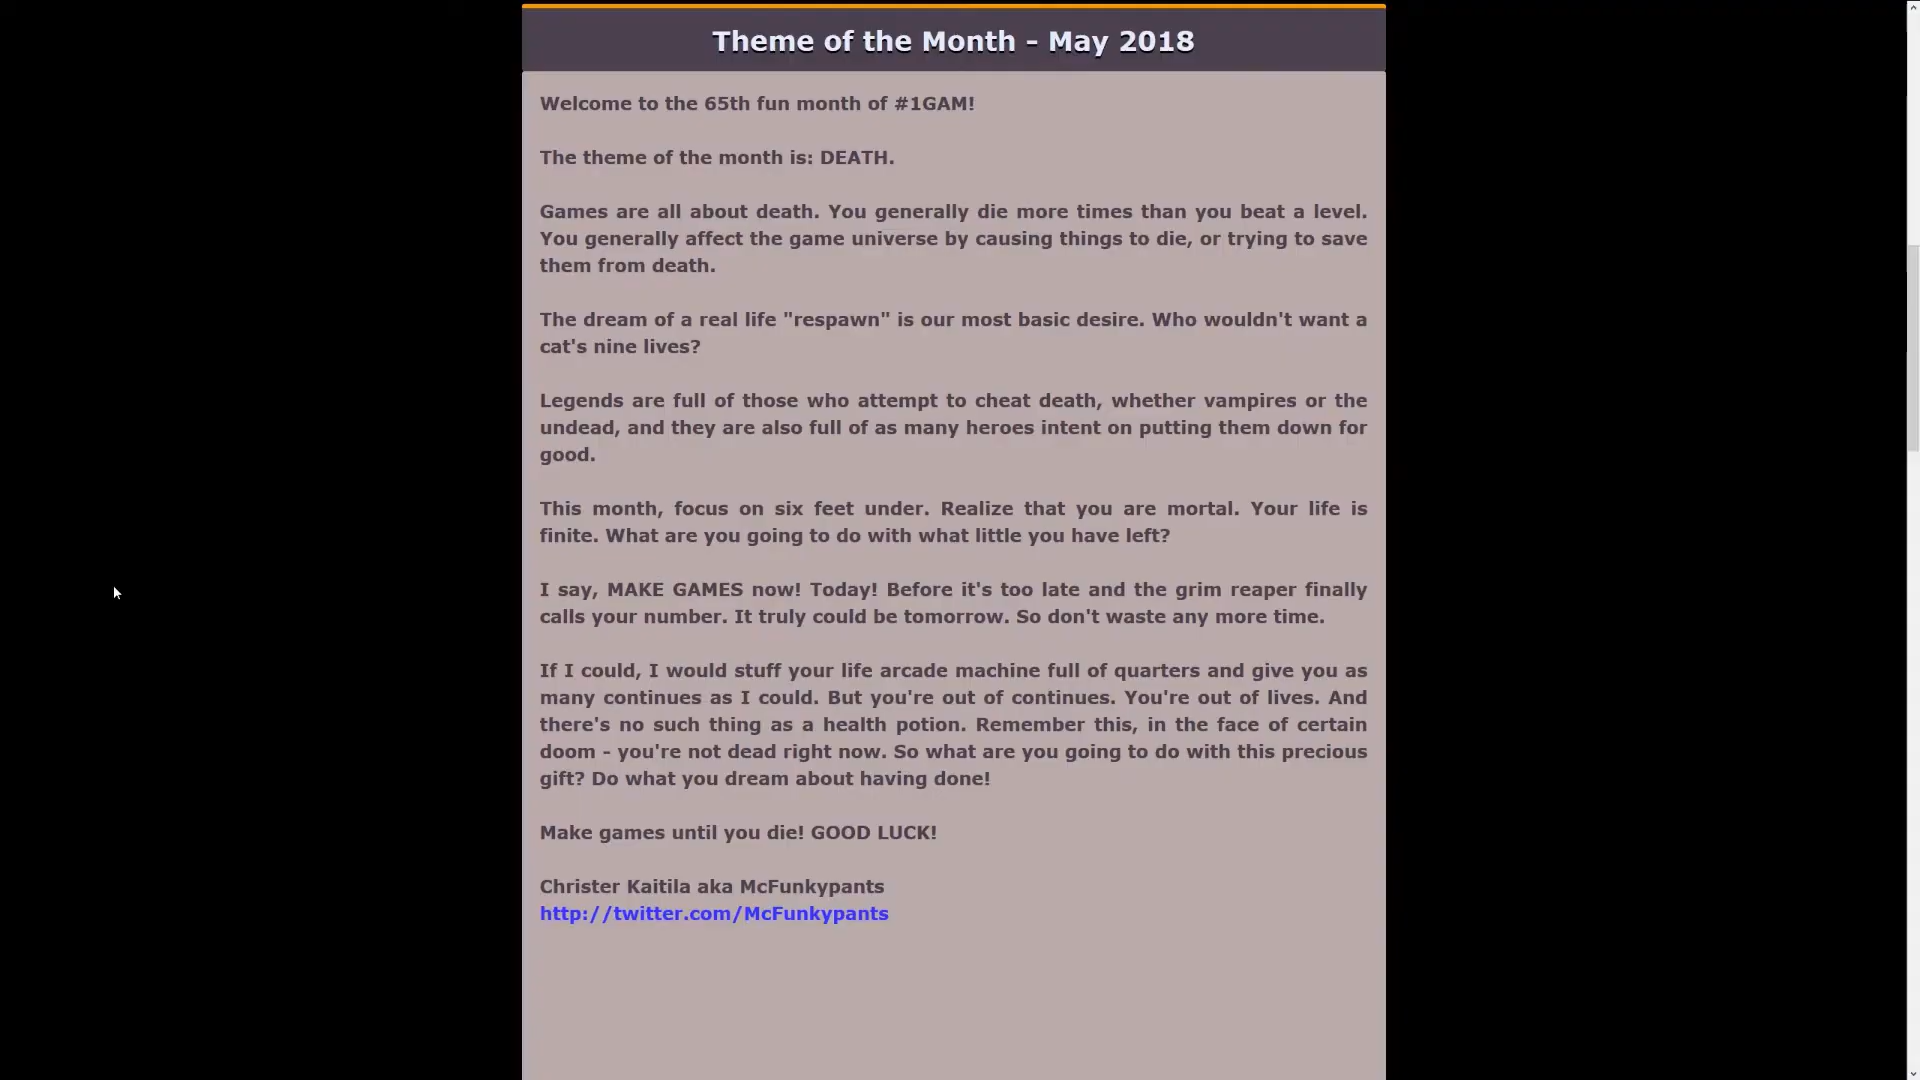 Theme of the Month - May 2018
Welcome to the 65th fun month of #1GAM!
The theme of the month is: DEATH.
Games are all about death. You generally die more times than you beat a level.
You generally affect the game universe by causing things to die, or trying to save
them from death.
The dream of a real life "respawn" is our most basic desire. Who wouldn't want a
cat's nine lives?
Legends are full of those who attempt to cheat death, whether vampires or the
undead, and they are also full of as many heroes intent on putting them down for
good.
This month, focus on six feet under. Realize that you are mortal. Your life is
finite. What are you going to do with what little you have left?
I say, MAKE GAMES now! Today! Before it's too late and the grim reaper finally
calls your number. It truly could be tomorrow. So don't waste any more time.
If I could, I would stuff your life arcade machine full of quarters and give you as
many continues as I could. But you're out of continues. You're out of lives. And
there's no such thing as a health potion. Remember this, in the face of certain
doom - you're not dead right now. So what are you going to do with this precious
gift? Do what you dream about having done!
Make games until you die! GOOD LUCK!
Christer Kaitila aka McFunkypants
http://twitter.com/McFunkypants